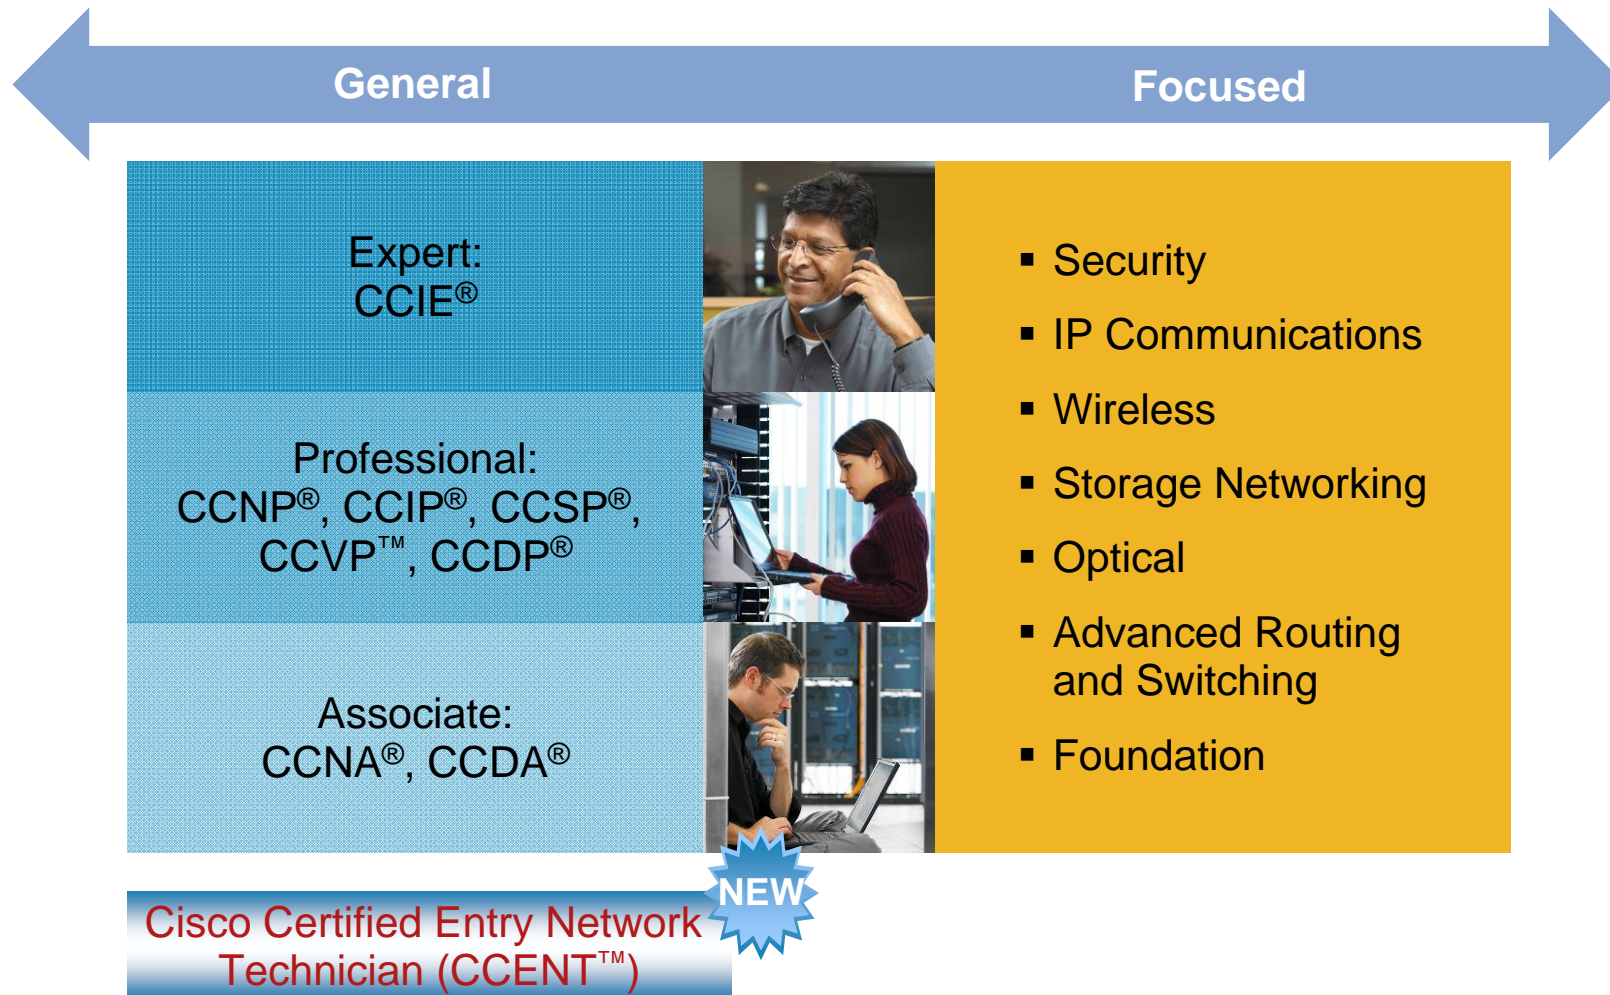 General
Focused
Expert:
CCIE®
Professional:
CCNP®, CCIP®, CCSP®,
CCVP™, CCDP®
Associate:
CCNA®, CCDA®
▪ Security
▪ IP Communications
▪ Wireless
▪ Storage Networking
▪ Optical
▪ Advanced Routing
and Switching
▪ Foundation
NEW
Cisco Certified Entry Network
Technician (CCENT™)